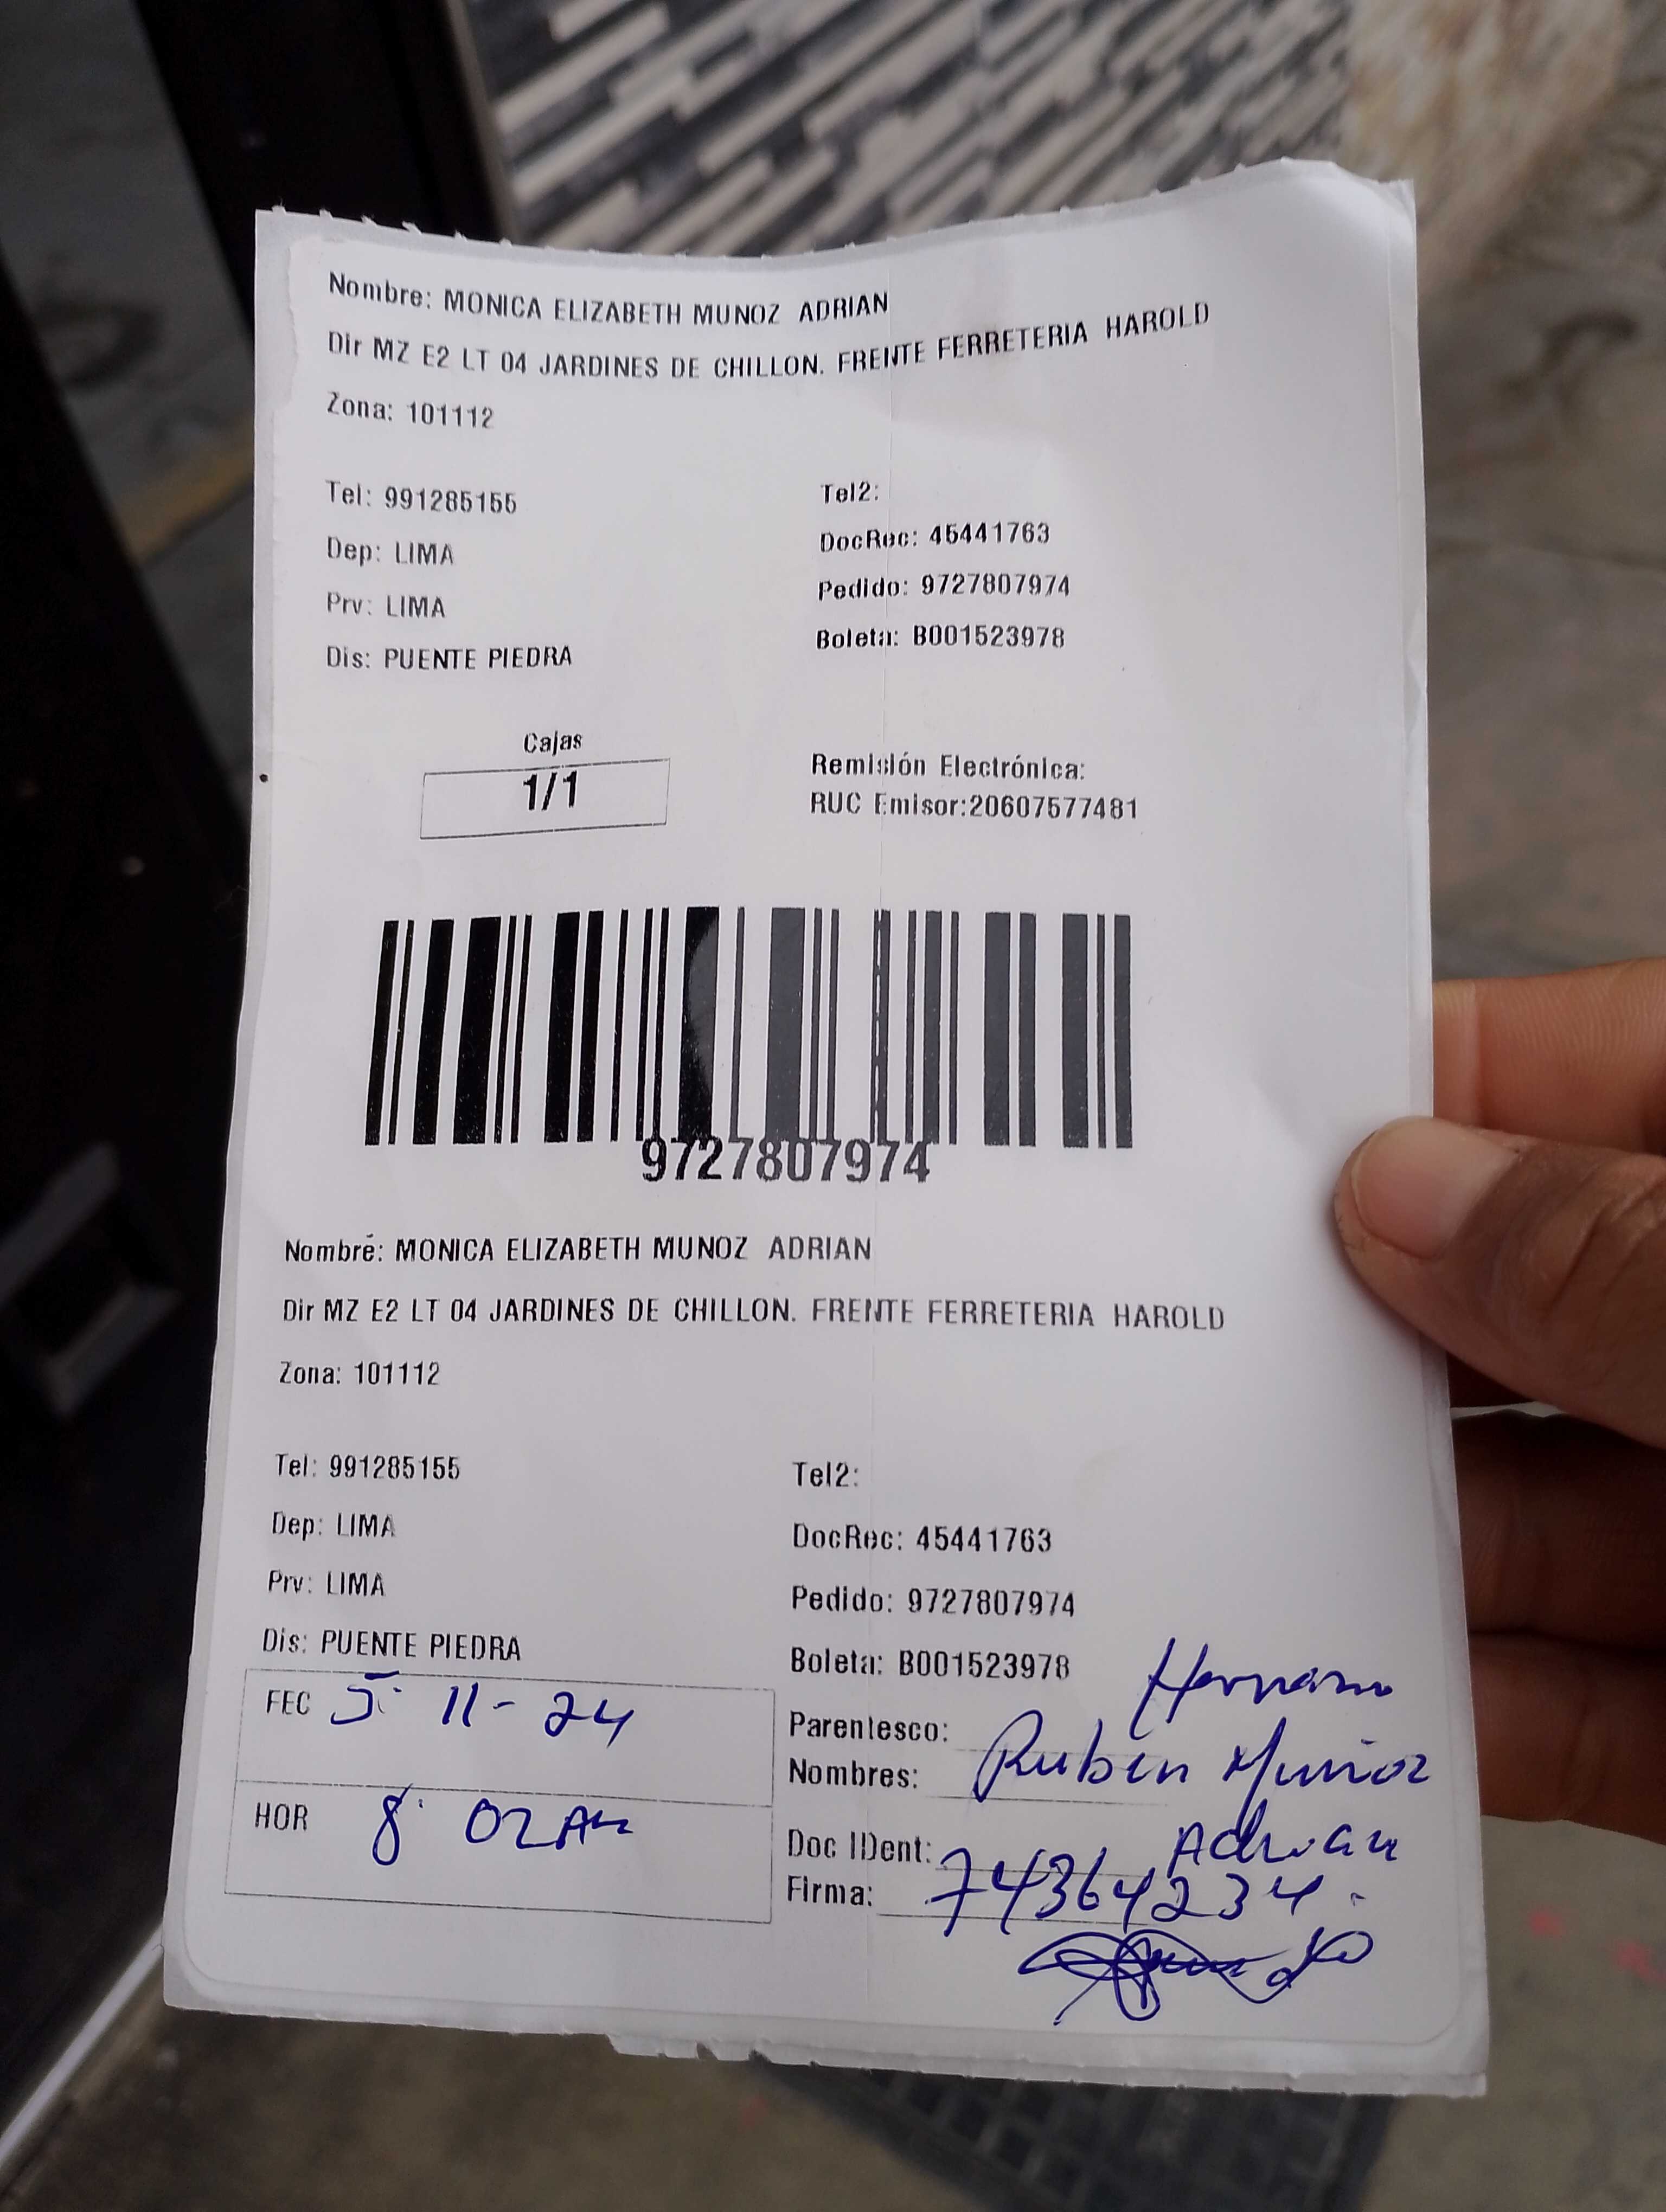 Nombre: MONICA ELIZABETH MUNOZ ADRIAN
Dir MZ E2 LT 04 JARDINES DE CHILLON. FRENTE FERRETERIA HAROLD
Zona: 101112
Tel: 991285155
Tel2:
Dep: LIMA
DocRec: 45441763
Prv: LIMA
Pedido: 9727807974
Dis: PUENTE PIEDRA
Boleta: B001523978
Cajas
1/1
Remisión Electrónica:
RUC Emisor:20607577481
9727807974
Nombre: MONICA ELIZABETH MUNOZ ADRIAN
Dir MZ E2 LT 04 JARDINES DE CHILLON. FRENTE FERRETERIA HAROLD
Zona: 101112
Tel: 991285155
Tel2:
Dep: LIMA
DocRec: 45441763
Prv: LIMA
Pedido: 9727807974
Dis: PUENTE PIEDRA
Boleta: B001523978
FEC 5- 11-24
Parentesco: Hermano
Nombres: Ruben Muñoz
Adrian
HOR 8:02 AM
Doc IDent: 74364234
Firma: